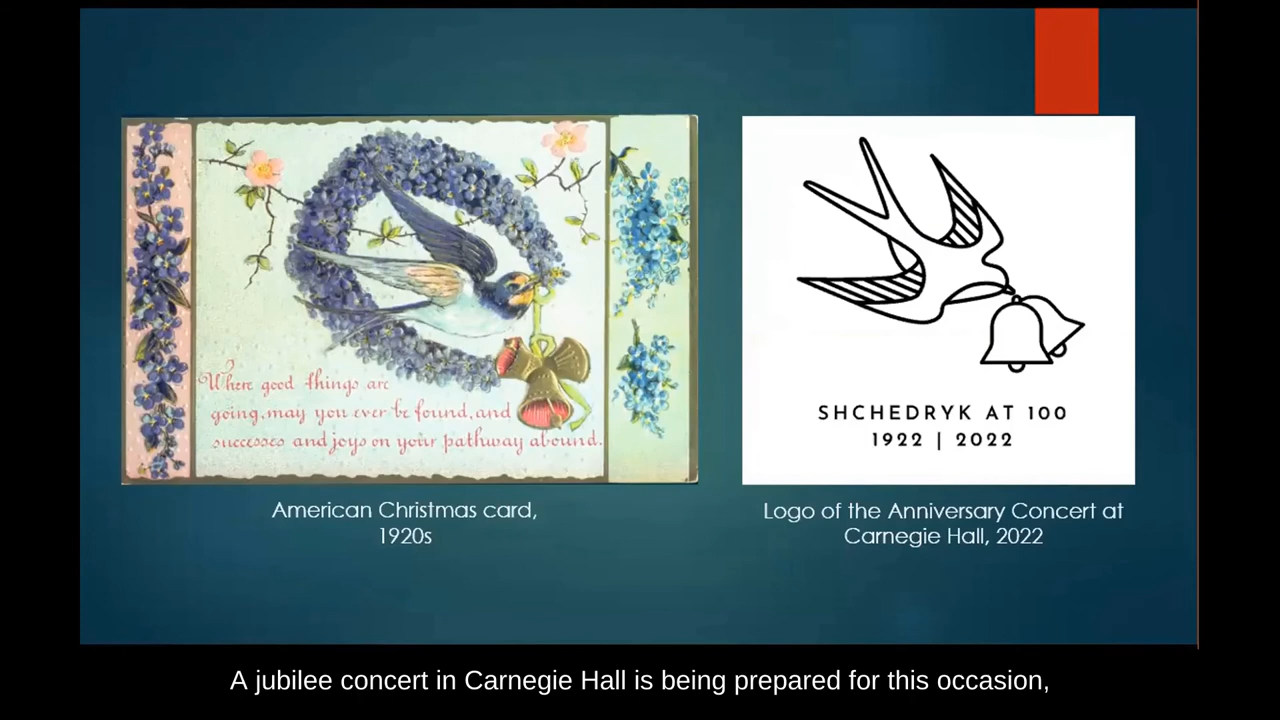 Where good things are
going, may you ever be found, and
successes and joys on your pathway abound.
SHCHEDRYK AT 100
1922 | 2022
American Christmas card,
1920s
Logo of the Anniversary Concert at
Carnegie Hall, 2022
A jubilee concert in Carnegie Hall is being prepared for this occasion,